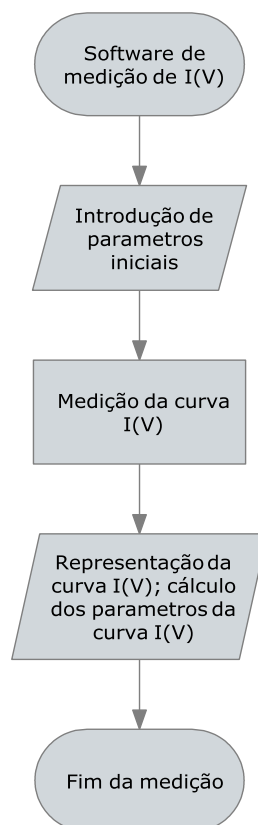 Software de
medição de I(V)
Introdução de
parametros
iniciais
Medição da curva
I(V)
Representação da
curva I(V); cálculo
dos parametros da
curva I(V)
Fim da medição